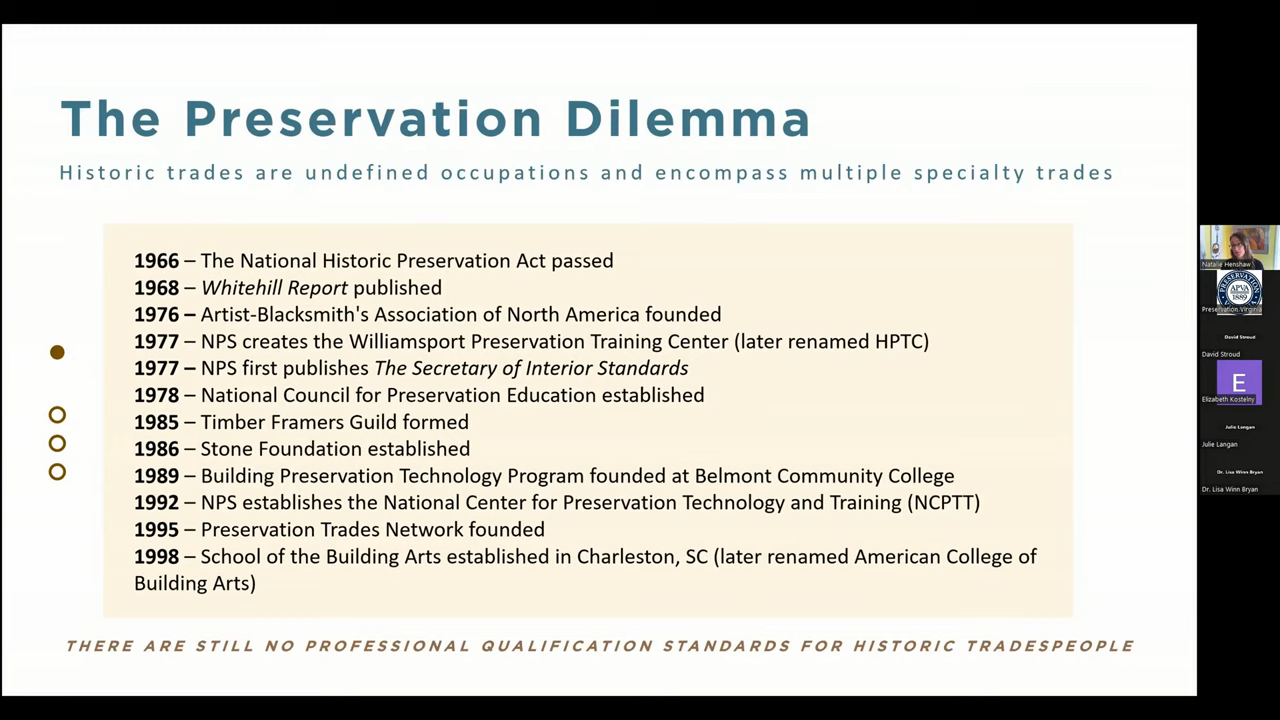 The Preservation Dilemma
Historic trades are undefined occupations and encompass multiple specialty trades
1966 – The National Historic Preservation Act passed
1968 – Whitehill Report published
1976 – Artist-Blacksmith's Association of North America founded
1977 – NPS creates the Williamsport Preservation Training Center (later renamed HPTC)
1977 – NPS first publishes The Secretary of Interior Standards
1978 – National Council for Preservation Education established
1985 – Timber Framers Guild formed
1986 – Stone Foundation established
1989 – Building Preservation Technology Program founded at Belmont Community College
1992 – NPS establishes the National Center for Preservation Technology and Training (NCPTT)
1995 – Preservation Trades Network founded
1998 – School of the Building Arts established in Charleston, SC (later renamed American College of
Building Arts)
THERE ARE STILL NO PROFESSIONAL QUALIFICATION STANDARDS FOR HISTORIC TRADESPEOPLE
Natalie Henshaw
PRESERVATION
APVA
1889
Preservation Virginia
David Stroud
David Stroud
E
Elizabeth Kostelny
Julie Langan
Julie Langan
Dr. Lisa Winn Bryan
Dr. Lisa Winn Bryan